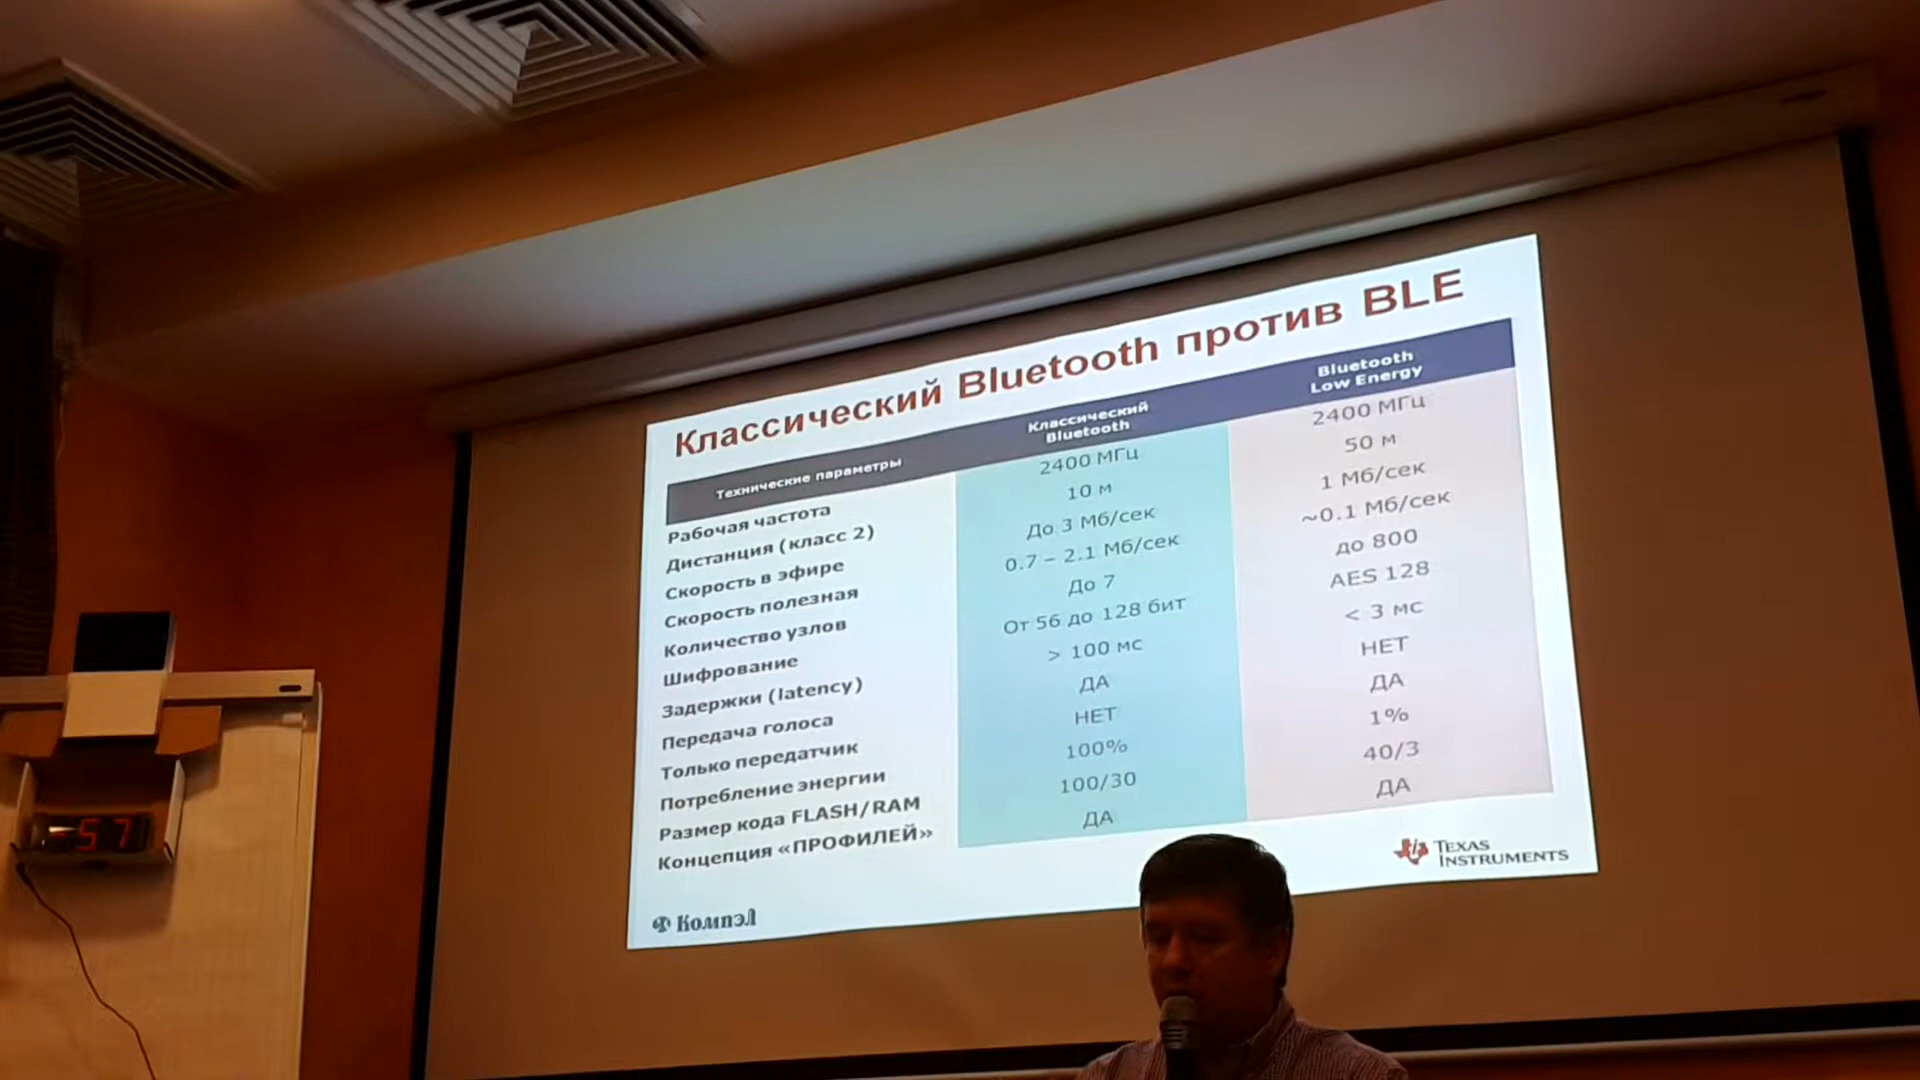 Классический Bluetooth против BLE
Технические параметры Классический Bluetooth Bluetooth Low Energy
Рабочая частота 2400 МГц 2400 МГц
Дистанция (класс 2) 10 м 50 м
Скорость в эфире До 3 Мб/сек 1 Мб/сек
Скорость полезная 0.7 – 2.1 Мб/сек ~0.1 Мб/сек
Количество узлов До 7 до 800
Шифрование От 56 до 128 бит AES 128
Задержки (latency) > 100 мс < 3 мс
Передача голоса ДА НЕТ
Только передатчик НЕТ ДА
Потребление энергии 100% 1%
Размер кода FLASH/RAM 100/30 40/3
Концепция «ПРОФИЛЕЙ» ДА ДА
КомпэЛ
TEXAS
INSTRUMENTS
57